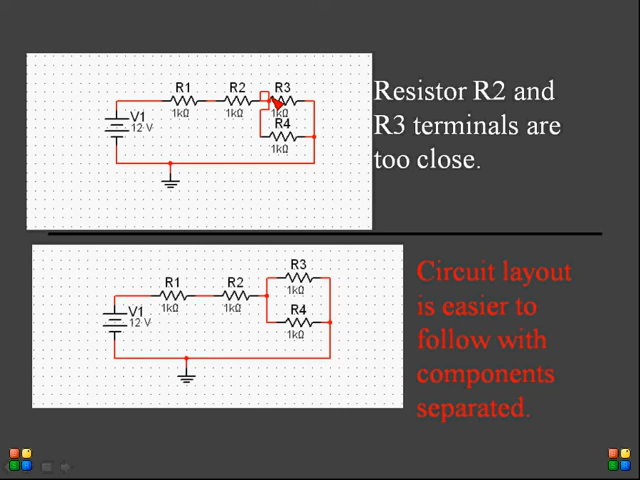 R1 R2 R3
V1
12 V
1kΩ 1kΩ 1kΩ
R4
1kΩ
Resistor R2 and
R3 terminals are
too close.
R3
R1 R2 1kΩ
V1
12 V
1kΩ 1kΩ R4
1kΩ
Circuit layout
is easier to
follow with
components
separated.